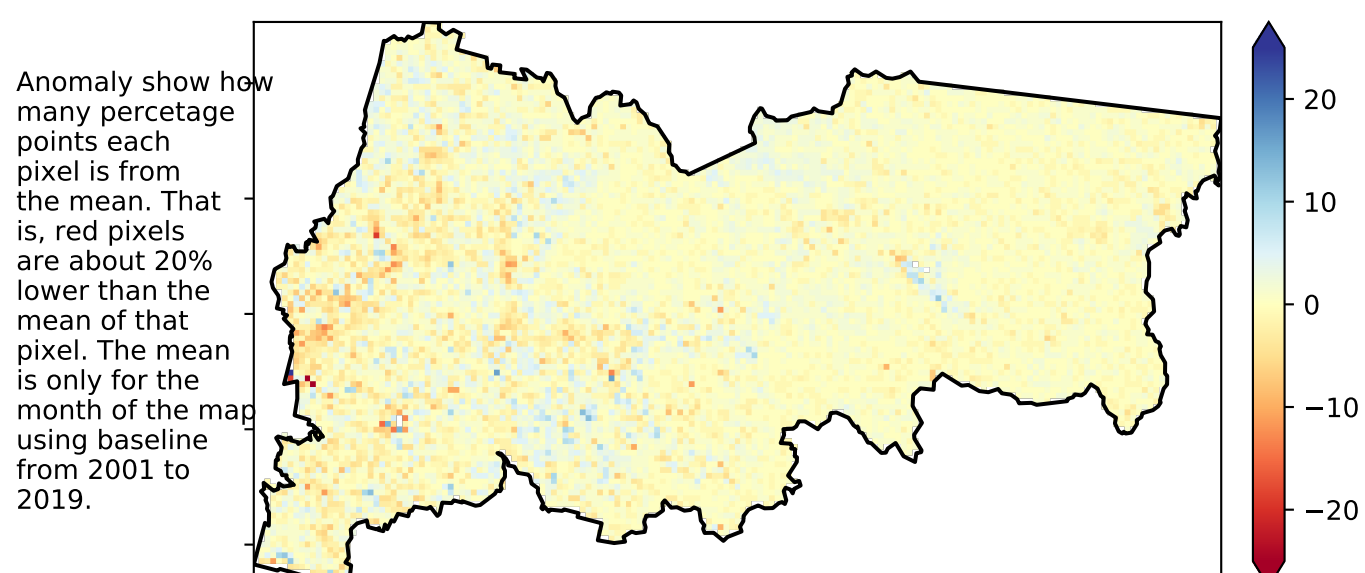 Anomaly show how
many percetage
points each
pixel is from
the mean. That
is, red pixels
are about 20%
lower than the
mean of that
pixel. The mean
is only for the
month of the map
using baseline
from 2001 to
2019.
20
10
0
−10
−20